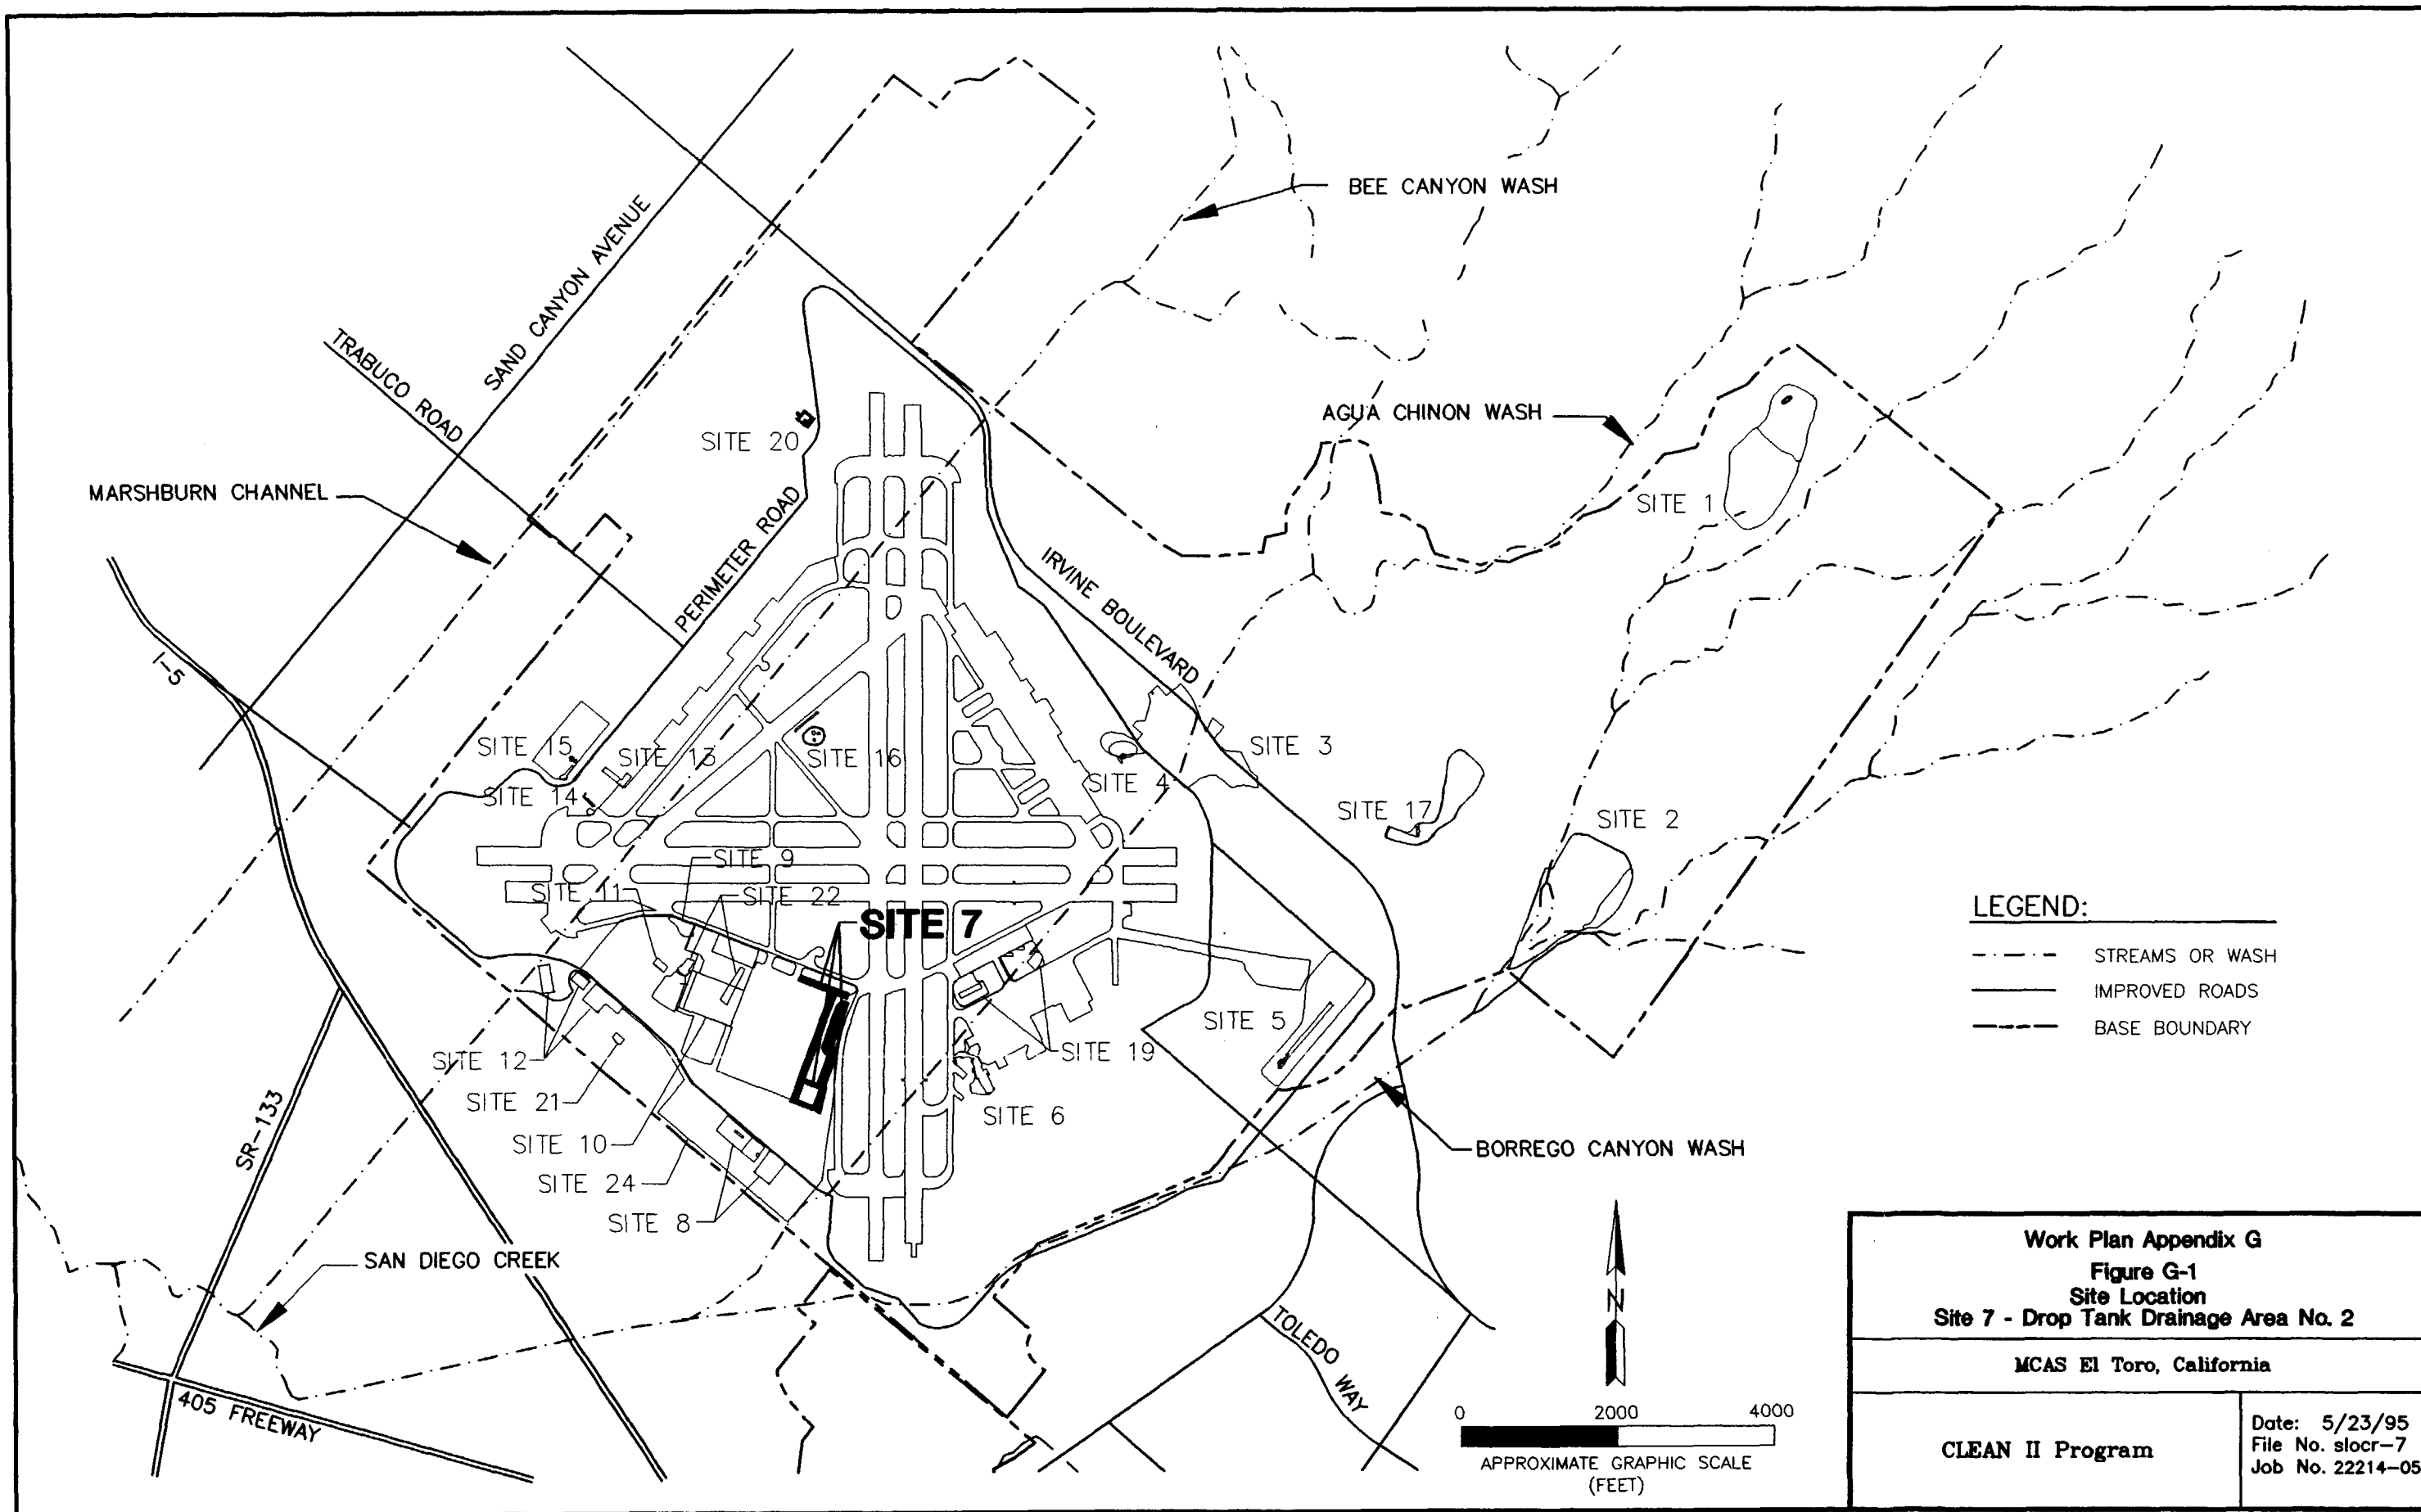 BEE CANYON WASH
SAND CANYON AVENUE
TRABUCO ROAD
AGUA CHINON WASH
SITE 20
MARSHBURN CHANNEL
SITE 1
PERIMETER ROAD
IRVINE BOULEVARD
I-5
SITE 15
SITE 13
SITE 16
SITE 3
SITE 4
SITE 14
SITE 17
SITE 2
SITE 9
SITE 11
SITE 22
SITE 7
LEGEND:
STREAMS OR WASH
IMPROVED ROADS
BASE BOUNDARY
SITE 5
SITE 12
SITE 19
SITE 21
SITE 6
SR-133
SITE 10
BORREGO CANYON WASH
SITE 24
SITE 8
SAN DIEGO CREEK
N
TOLEDO WAY
405 FREEWAY
0 2000 4000
APPROXIMATE GRAPHIC SCALE
(FEET)
Work Plan Appendix G
Figure G-1
Site Location
Site 7 - Drop Tank Drainage Area No. 2
MCAS El Toro, California
CLEAN II Program
Date: 5/23/95
File No. slocr-7
Job No. 22214-05